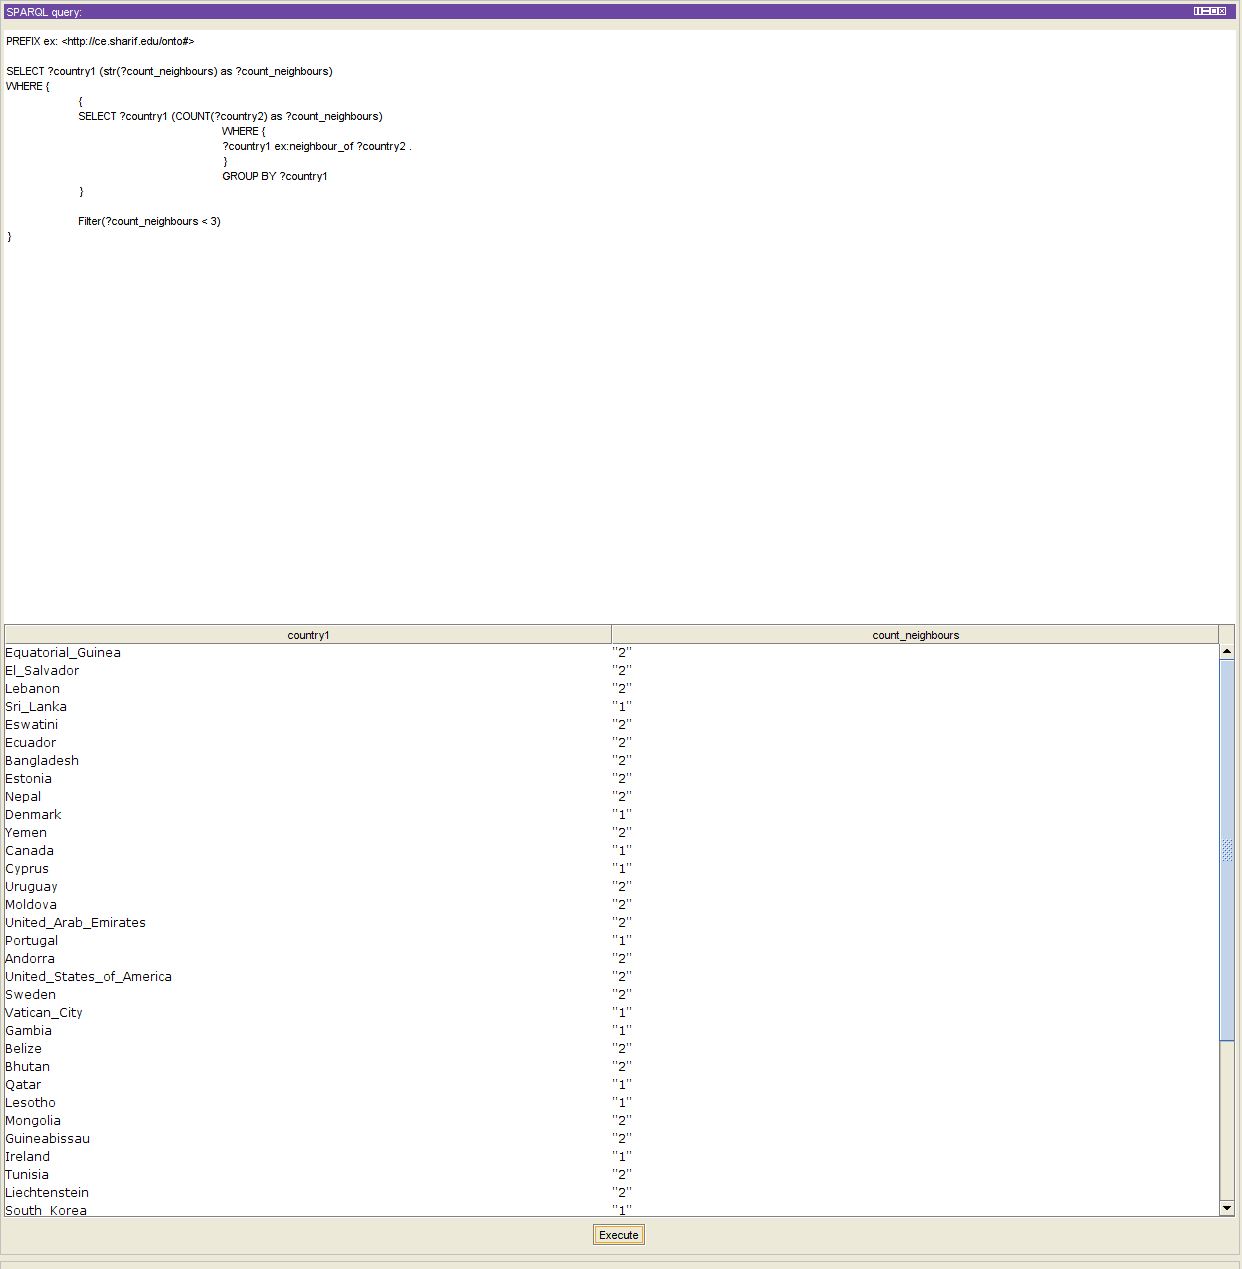 SPARQL query:
PREFIX ex: <http://ce.sharif.edu/onto#>
SELECT ?country1 (str(?count_neighbours) as ?count_neighbours)
WHERE {
{
SELECT ?country1 (COUNT(?country2) as ?count_neighbours)
WHERE {
?country1 ex:neighbour_of ?country2 .
}
GROUP BY ?country1
}
Filter(?count_neighbours < 3)
}
country1 count_neighbours
Equatorial_Guinea "2"
El_Salvador "2"
Lebanon "2"
Sri_Lanka "1"
Eswatini "2"
Ecuador "2"
Bangladesh "2"
Estonia "2"
Nepal "2"
Denmark "1"
Yemen "2"
Canada "1"
Cyprus "1"
Uruguay "2"
Moldova "2"
United_Arab_Emirates "2"
Portugal "1"
Andorra "2"
United_States_of_America "2"
Sweden "2"
Vatican_City "1"
Gambia "1"
Belize "2"
Bhutan "2"
Qatar "1"
Lesotho "1"
Mongolia "2"
Guineabissau "2"
Ireland "1"
Tunisia "2"
Liechtenstein "2"
South_Korea "1"
Execute